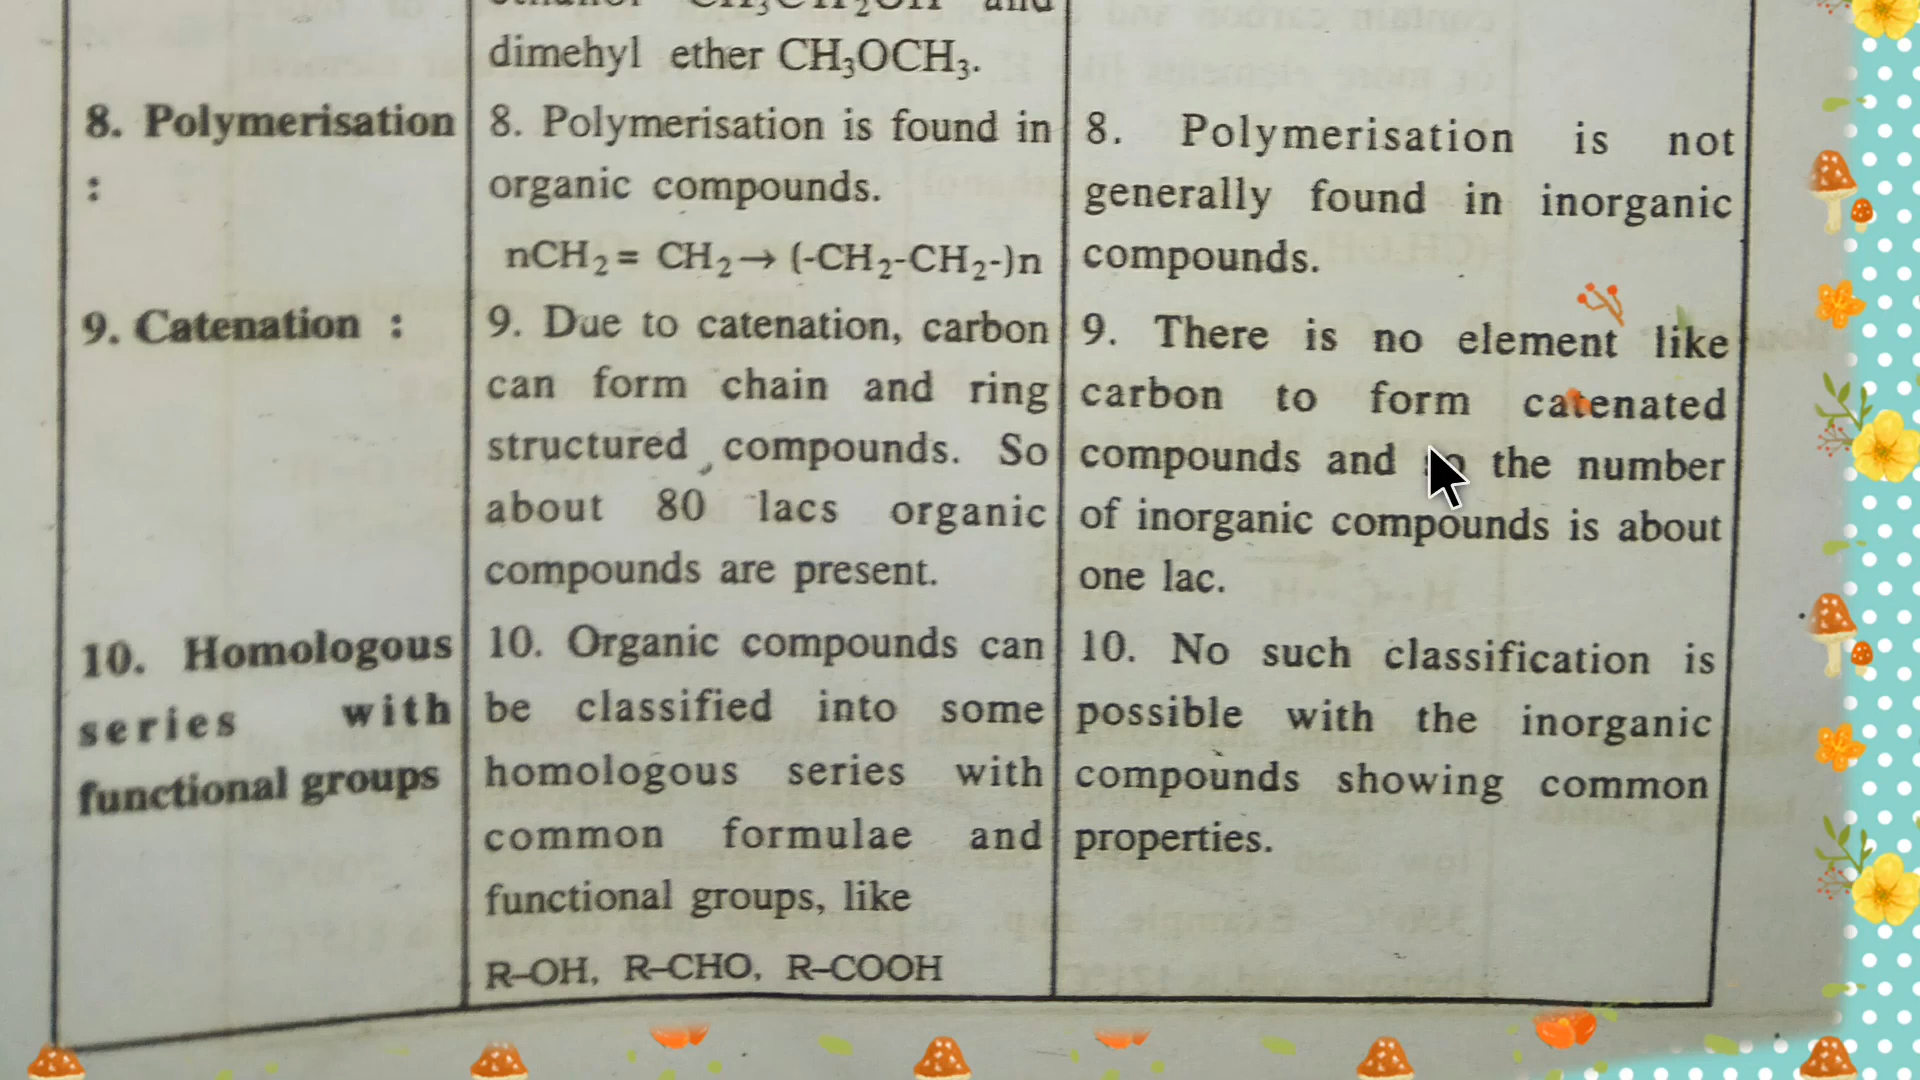 ethanol CH₃CH₂OH and
dimehyl ether CH₃OCH₃.
8. Polymerisation
:
8. Polymerisation is found in
organic compounds.
nCH₂ = CH₂→ (-CH₂-CH₂-)n
8. Polymerisation is not
generally found in inorganic
compounds.
9. Catenation :
9. Due to catenation, carbon
can form chain and ring
structured compounds. So
about 80 lacs organic
compounds are present.
9. There is no element like
carbon to form catenated
compounds and so the number
of inorganic compounds is about
one lac.
10. Homologous
series with
functional groups
10. Organic compounds can
be classified into some
homologous series with
common formulae and
functional groups, like
R–OH, R–CHO, R–COOH
10. No such classification is
possible with the inorganic
compounds showing common
properties.